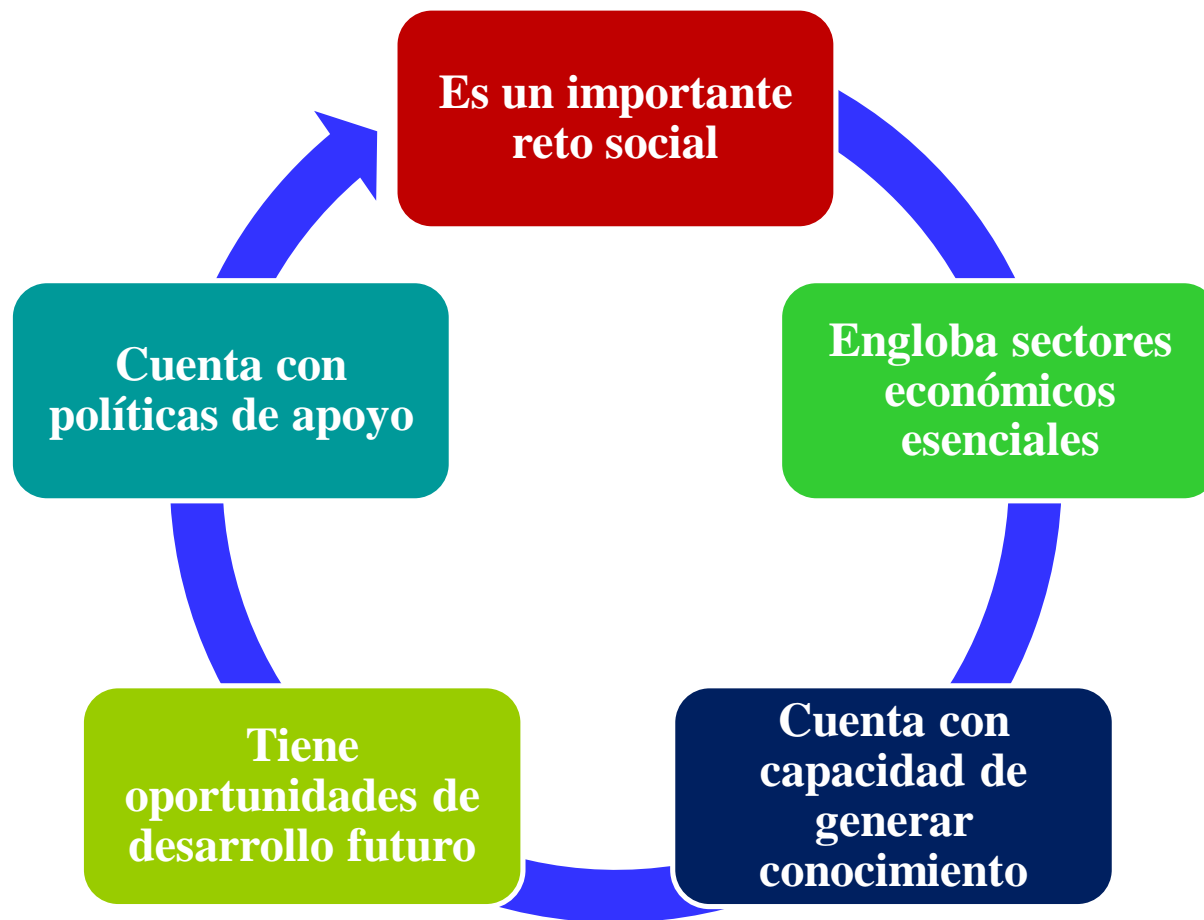 Es un importante
reto social
Engloba sectores
económicos
esenciales
Cuenta con
capacidad de
generar
conocimiento
Tiene
oportunidades de
desarrollo futuro
Cuenta con
políticas de apoyo